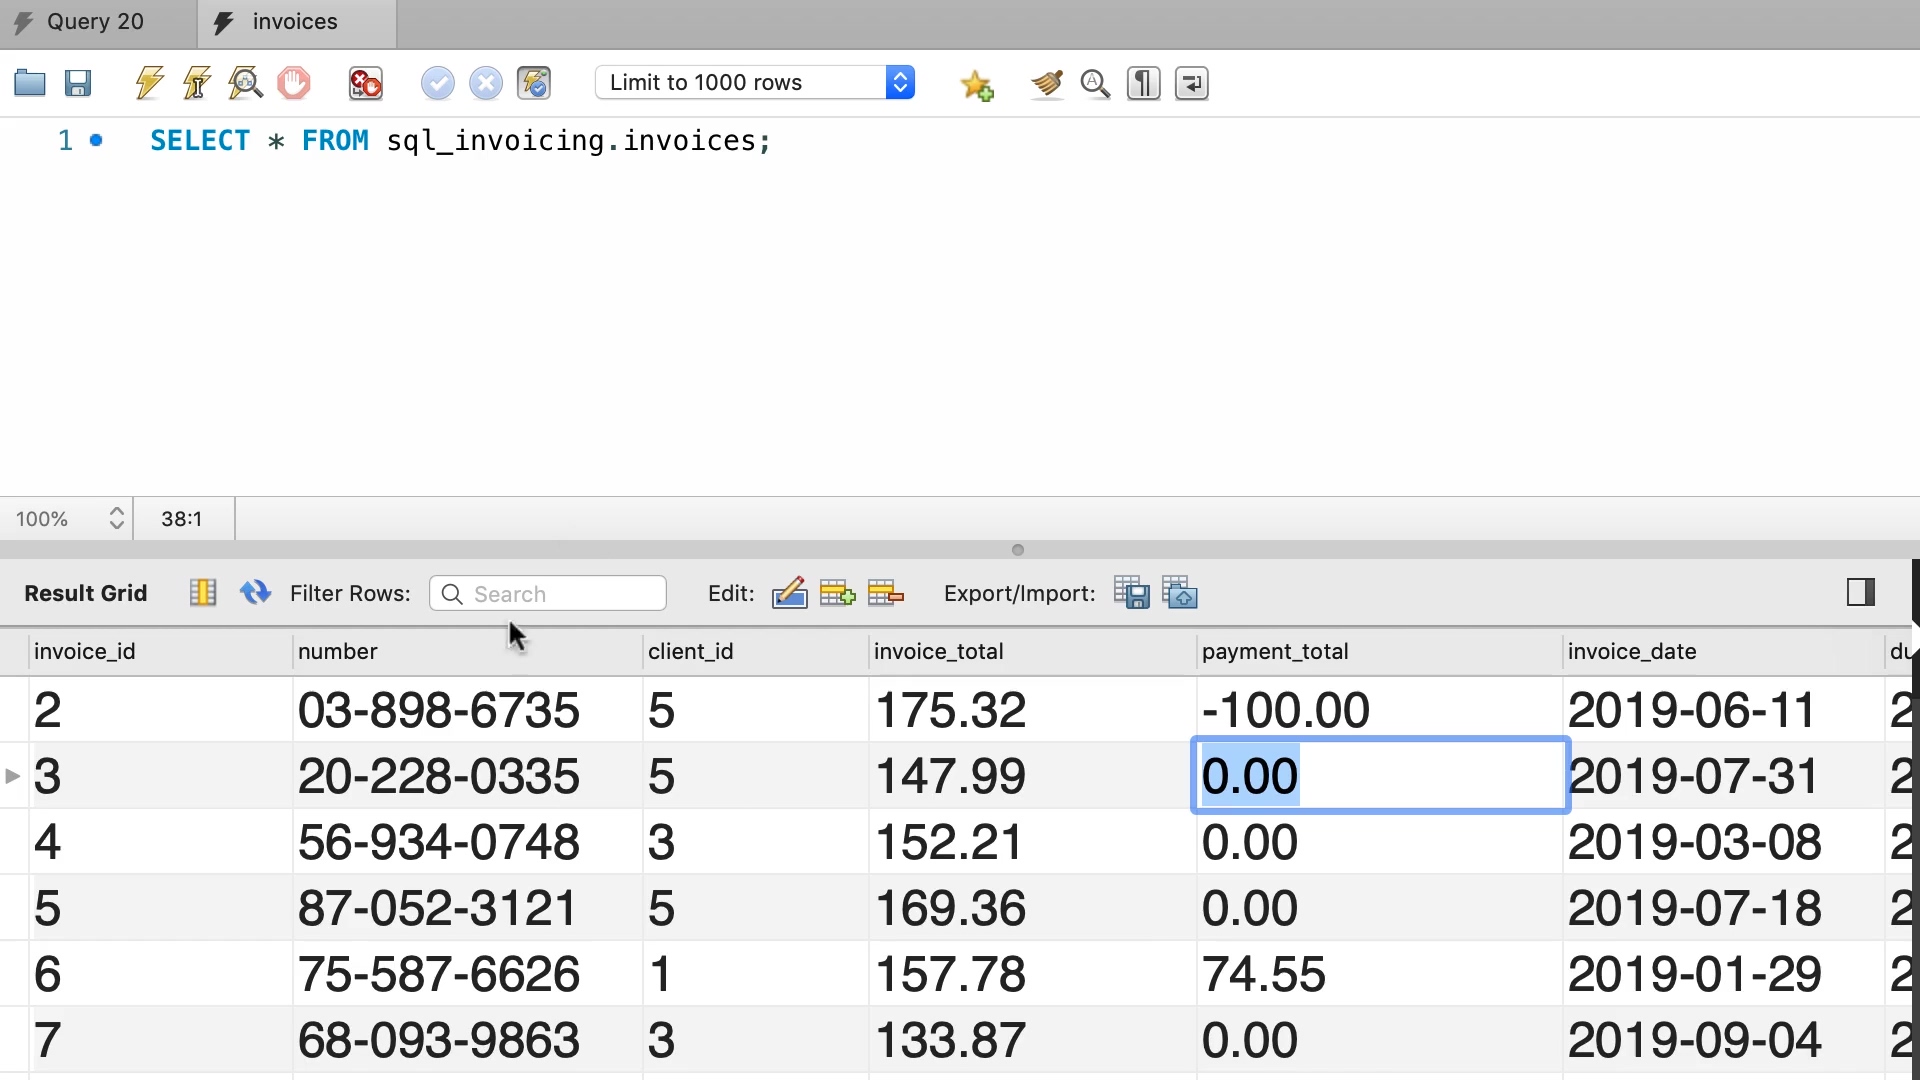 Query 20 invoices
Limit to 1000 rows
1 SELECT * FROM sql_invoicing.invoices;
100% 38:1
Result Grid Filter Rows: Search Edit: Export/Import:
invoice_id number client_id invoice_total payment_total invoice_date du
2 03-898-6735 5 175.32 -100.00 2019-06-11 2
3 20-228-0335 5 147.99 0.00 2019-07-31 2
4 56-934-0748 3 152.21 0.00 2019-03-08 2
5 87-052-3121 5 169.36 0.00 2019-07-18 2
6 75-587-6626 1 157.78 74.55 2019-01-29 2
7 68-093-9863 3 133.87 0.00 2019-09-04 2